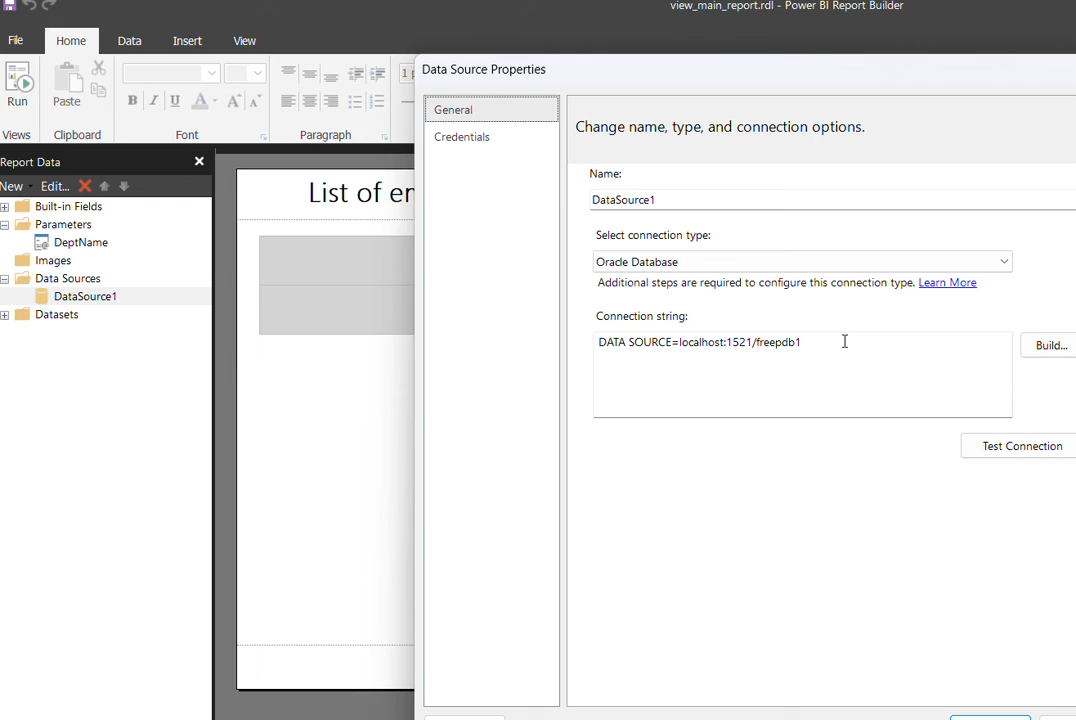 view_main_report.rdl - Power BI Report Builder
File Home Data Insert View
Run
Paste
B I U A A A
1 p
Views Clipboard Font Paragraph
Data Source Properties
General
Credentials
Change name, type, and connection options.
Name:
DataSource1
Select connection type:
Oracle Database
Additional steps are required to configure this connection type. Learn More
Connection string:
DATA SOURCE=localhost:1521/freepdb1
Build...
Test Connection
Report Data
New Edit...
Built-in Fields
Parameters
DeptName
Images
Data Sources
DataSource1
Datasets
List of e